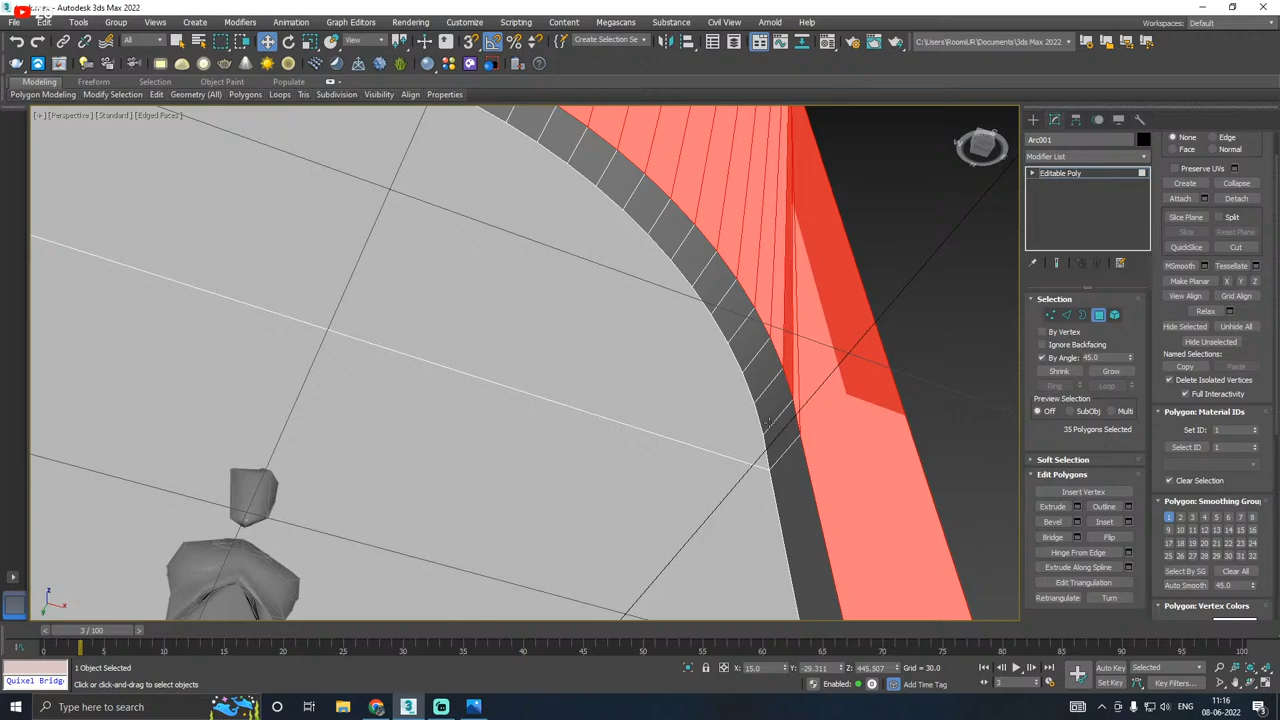 .max - Autodesk 3ds Max 2022
File Edit Tools Group Views Create Modifiers Animation Graph Editors Rendering Customize Scripting Content Megascans Substance Civil View Arnold Help
Workspaces: Default
All View Create Selection Se C:\Users\RoomUR\Documents\3ds Max 2022
Modeling Freeform Selection Object Paint Populate
Polygon Modeling Modify Selection Edit Geometry (All) Polygons Loops Tris Subdivision Visibility Align Properties
[+] [Perspective] [Standard] [Edged Faces]
Arc001
Modifier List
Editable Poly
Selection
By Vertex
Ignore Backfacing
By Angle: 45.0
Shrink Grow
Ring Loop
Preview Selection
Off SubObj Multi
35 Polygons Selected
Soft Selection
Edit Polygons
Insert Vertex
Extrude Outline
Bevel Inset
Bridge Flip
Hinge From Edge
Extrude Along Spline
Edit Triangulation
Retriangulate Turn
None Edge
Face Normal
Preserve UVs
Create Collapse
Attach Detach
Slice Plane Split
Slice Reset Plane
QuickSlice Cut
MSmooth Tessellate
Make Planar X Y Z
View Align Grid Align
Relax
Hide Selected Unhide All
Hide Unselected
Named Selections:
Copy Paste
Delete Isolated Vertices
Full Interactivity
Polygon: Material IDs
Set ID: 1
Select ID 1
Clear Selection
Polygon: Smoothing Group
1 2 3 4 5 6 7 8
9 10 11 12 13 14 15 16
17 18 19 20 21 22 23 24
25 26 27 28 29 30 31 32
Select By SG Clear All
Auto Smooth 45.0
Polygon: Vertex Colors
3 / 100
0 5 10 15 20 25 30 35 40 45 50 55 60 65 70 75 80 85 90 95 100
1 Object Selected
X: 15.0 Y: -29.311 Z: 445.507 Grid = 30.0
Auto Key Selected
Quixel Bridg
Click or click-and-drag to select objects
Enabled: Add Time Tag
3
Set Key Key Filters...
Type here to search
ENG
11:16
08-06-2022